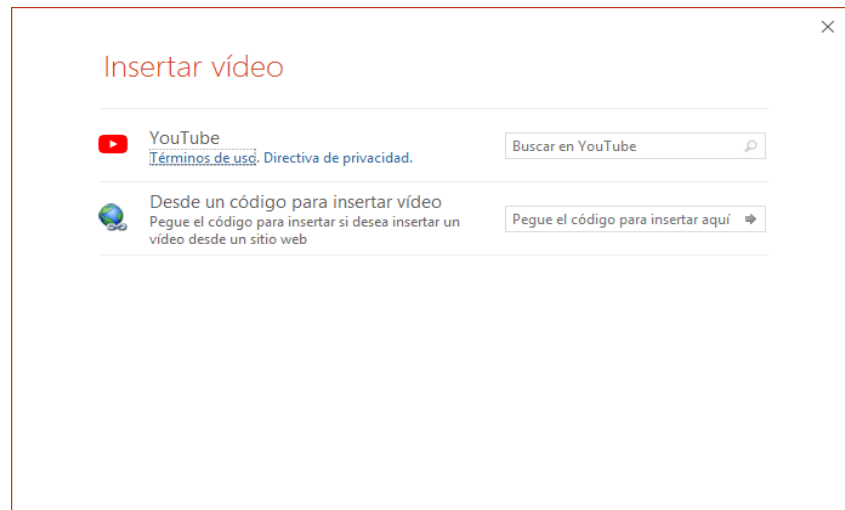 Insertar vídeo
YouTube
Términos de uso. Directiva de privacidad.
Buscar en YouTube
Desde un código para insertar vídeo
Pegue el código para insertar si desea insertar un
vídeo desde un sitio web
Pegue el código para insertar aquí